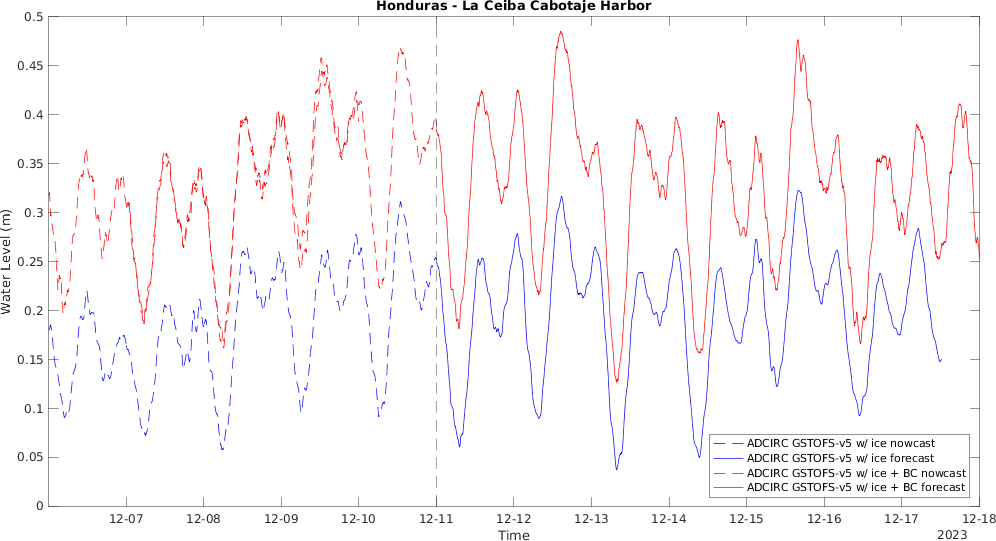 Honduras - La Ceiba Cabotaje Harbor
0.5
0.45
0.4
0.35
0.3
0.25
0.2
0.15
0.1
0.05
0
Water Level (m)
ADCIRC GSTOFS-v5 w/ ice nowcast
ADCIRC GSTOFS-v5 w/ ice forecast
ADCIRC GSTOFS-v5 w/ ice + BC nowcast
ADCIRC GSTOFS-v5 w/ ice + BC forecast
12-07 12-08 12-09 12-10 12-11 12-12 12-13 12-14 12-15 12-16 12-17 12-18
Time
2023